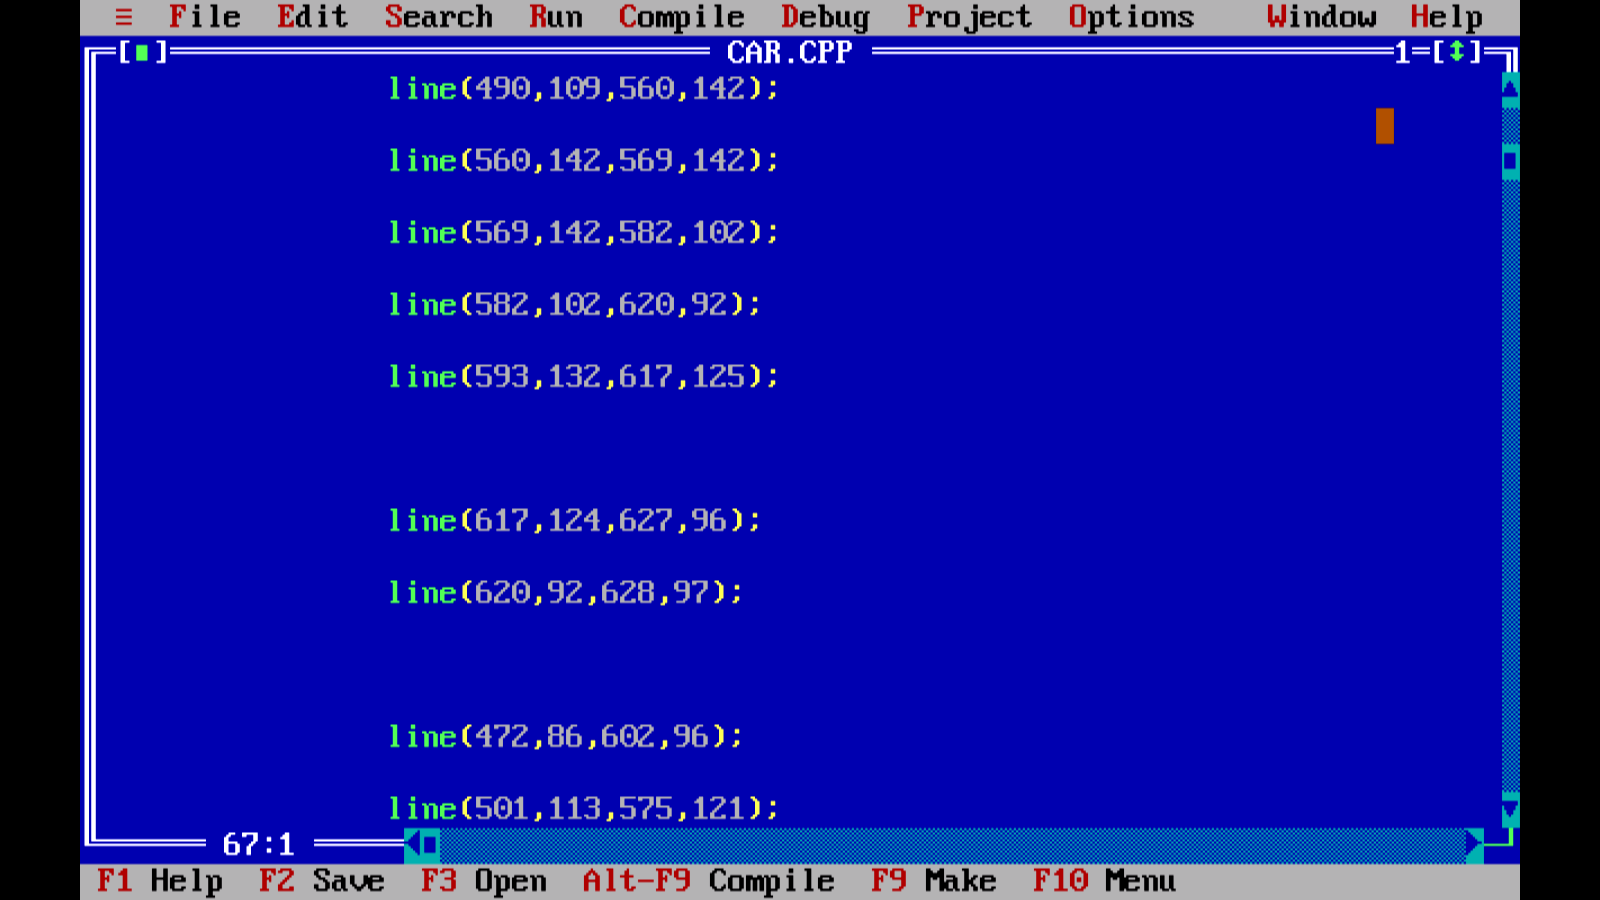 ≡ File Edit Search Run Compile Debug Project Options Window Help
[■] CAR.CPP 1=[↕]
line(490,109,560,142);
line(560,142,569,142);
line(569,142,582,102);
line(582,102,620,92);
line(593,132,617,125);
line(617,124,627,96);
line(620,92,628,97);
line(472,86,602,96);
line(501,113,575,121);
67:1
F1 Help F2 Save F3 Open Alt-F9 Compile F9 Make F10 Menu